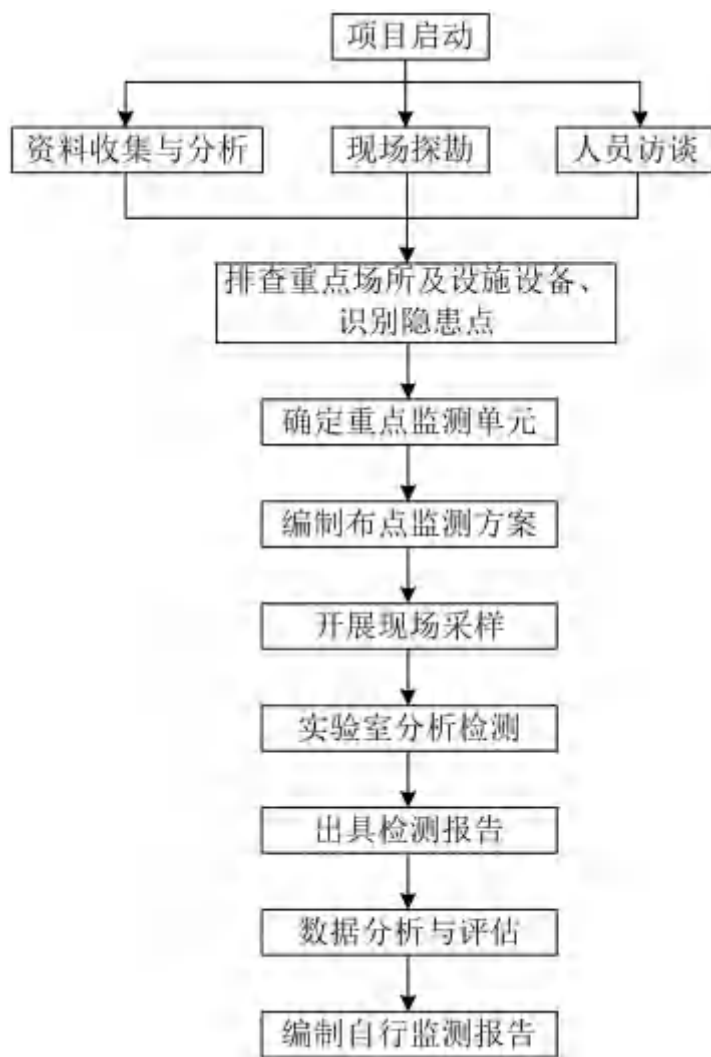 项目启动
资料收集与分析
现场探勘
人员访谈
排查重点场所及设施设备、
识别隐患点
确定重点监测单元
编制布点监测方案
开展现场采样
实验室分析检测
出具检测报告
数据分析与评估
编制自行监测报告